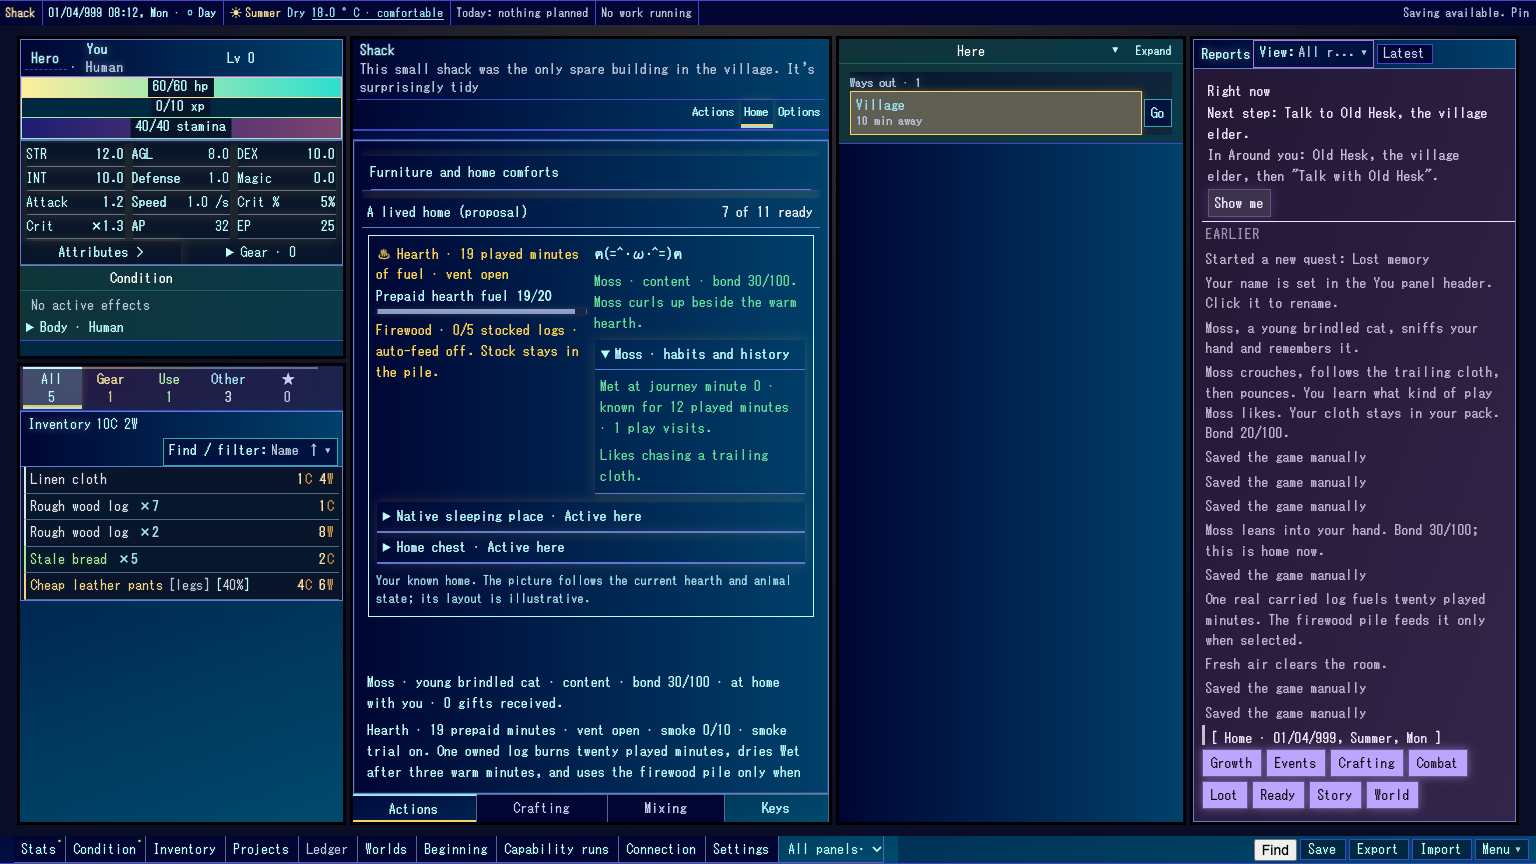 Shack
01/04/999 08:12, Mon · ☼ Day
☀ Summer Dry 18.0 ° C · comfortable
Today: nothing planned
No work running
Saving available. Pin
Hero · You
Human
Lv 0
60/60 hp
0/10 xp
40/40 stamina
STR 12.0 AGL 8.0 DEX 10.0
INT 10.0 Defense 1.0 Magic 0.0
Attack 1.2 Speed 1.0 /s Crit % 5%
Crit ×1.3 AP 32 EP 25
Attributes >
▶ Gear · 0
Condition
No active effects
▶ Body · Human
All
5
Gear
1
Use
1
Other
3
★
0
Inventory 10C 2W
Find / filter: Name ↑ ▾
Linen cloth 1C 4W
Rough wood log ×7 1C
Rough wood log ×2 8W
Stale bread ×5 2C
Cheap leather pants [legs] [40%] 4C 6W
Shack
This small shack was the only spare building in the village. It's
surprisingly tidy
Actions Home Options
Furniture and home comforts
A lived home (proposal) 7 of 11 ready
♨ Hearth · 19 played minutes
of fuel · vent open
Prepaid hearth fuel 19/20
Firewood · 0/5 stocked logs ·
auto-feed off. Stock stays in
the pile.
ฅ(=^·ω·^=)ฅ
Moss · content · bond 30/100.
Moss curls up beside the warm
hearth.
▼ Moss · habits and history
Met at journey minute 0 ·
known for 12 played minutes
· 1 play visits.
Likes chasing a trailing
cloth.
▶ Native sleeping place · Active here
▶ Home chest · Active here
Your known home. The picture follows the current hearth and animal
state; its layout is illustrative.
Moss · young brindled cat · content · bond 30/100 · at home
with you · 0 gifts received.
Hearth · 19 prepaid minutes · vent open · smoke 0/10 · smoke
trial on. One owned log burns twenty played minutes, dries Wet
after three warm minutes, and uses the firewood pile only when
Actions Crafting Mixing Keys
Here ▼ Expand
Ways out · 1
Village
10 min away
Go
Reports View: All r... ▾ Latest
Right now
Next step: Talk to Old Hesk, the village
elder.
In Around you: Old Hesk, the village
elder, then "Talk with Old Hesk".
Show me
EARLIER
Started a new quest: Lost memory
Your name is set in the You panel header.
Click it to rename.
Moss, a young brindled cat, sniffs your
hand and remembers it.
Moss crouches, follows the trailing cloth,
then pounces. You learn what kind of play
Moss likes. Your cloth stays in your pack.
Bond 20/100.
Saved the game manually
Saved the game manually
Saved the game manually
Moss leans into your hand. Bond 30/100;
this is home now.
Saved the game manually
One real carried log fuels twenty played
minutes. The firewood pile feeds it only
when selected.
Fresh air clears the room.
Saved the game manually
Saved the game manually
[ Home · 01/04/999, Summer, Mon ]
Growth Events Crafting Combat
Loot Ready Story World
Stats Condition Inventory Projects Ledger Worlds Beginning Capability runs Connection Settings All panels·
Find Save Export Import Menu ▾